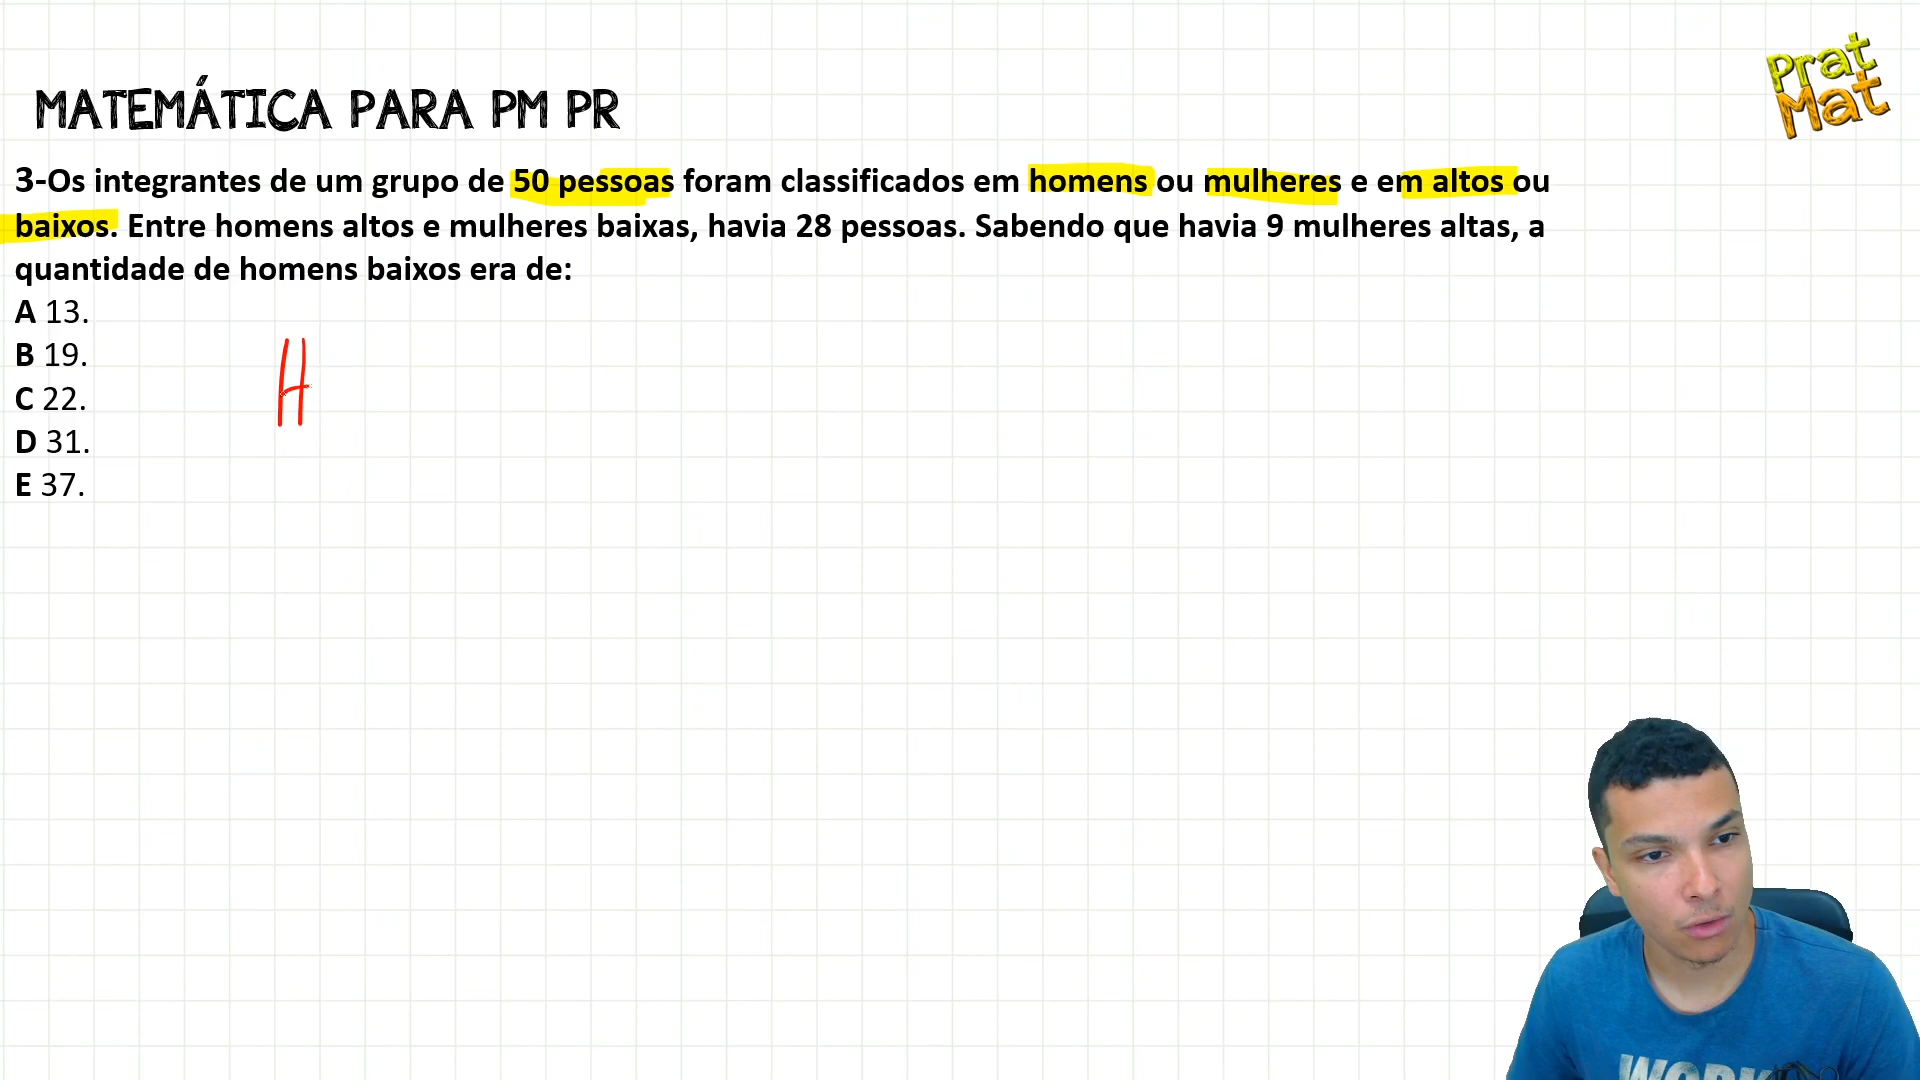 Prat
Mat
MATEMÁTICA PARA PM PR
3-Os integrantes de um grupo de 50 pessoas foram classificados em homens ou mulheres e em altos ou
baixos. Entre homens altos e mulheres baixas, havia 28 pessoas. Sabendo que havia 9 mulheres altas, a
quantidade de homens baixos era de:
A 13.
B 19.
C 22.
D 31.
E 37.
H